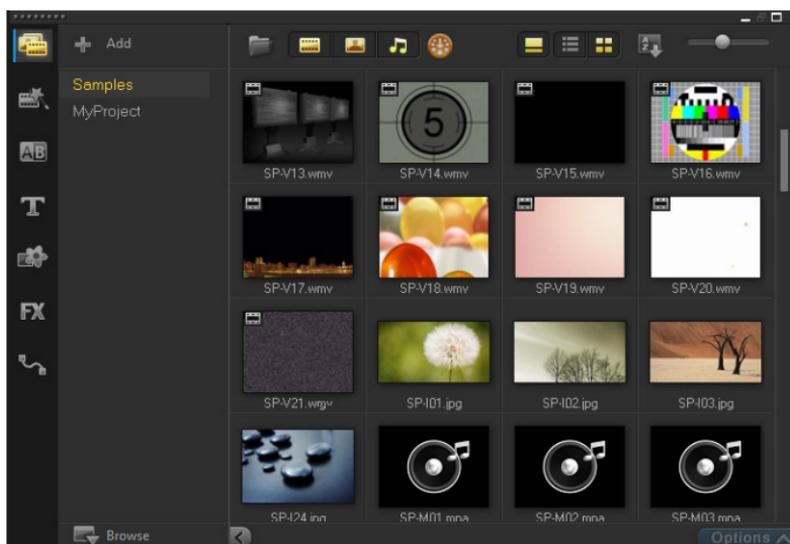 Add
Samples
MyProject
AB
T
FX
SP-V13.wmv
5
SP-V14.wmv
SP-V15.wmv
SP-V16.wmv
SP-V17.wmv
SP-V18.wmv
SP-V19.wmv
SP-V20.wmv
SP-V21.wmv
SP-I01.jpg
SP-I02.jpg
SP-I03.jpg
SP-I24.jpg
SP-M01.mpa
SP-M02.mpa
SP-M03.mpa
Browse
Options